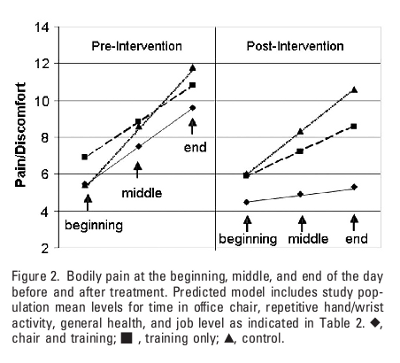 14
12
10
8
6
4
2
Pain/Discomfort
Pre-Intervention
Post-Intervention
end
middle
beginning
beginning
middle
end
Figure 2. Bodily pain at the beginning, middle, and end of the day
before and after treatment. Predicted model includes study pop-
ulation mean levels for time in office chair, repetitive hand/wrist
activity, general health, and job level as indicated in Table 2. ◆,
chair and training; ■ , training only; ▲, control.